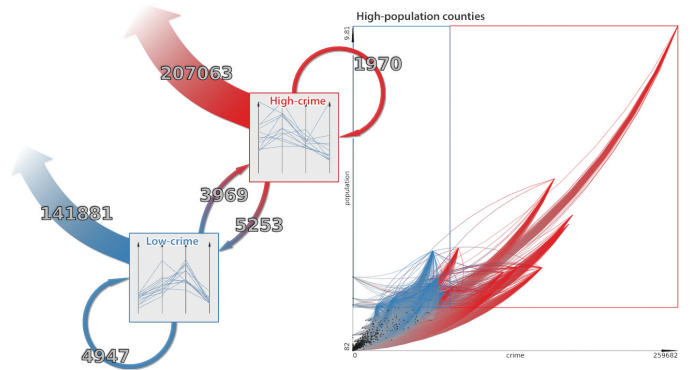 High-population counties
9.81
207063
1970
High-crime
population
3969
141881
5253
Low-crime
4947
82
0
crime
259682